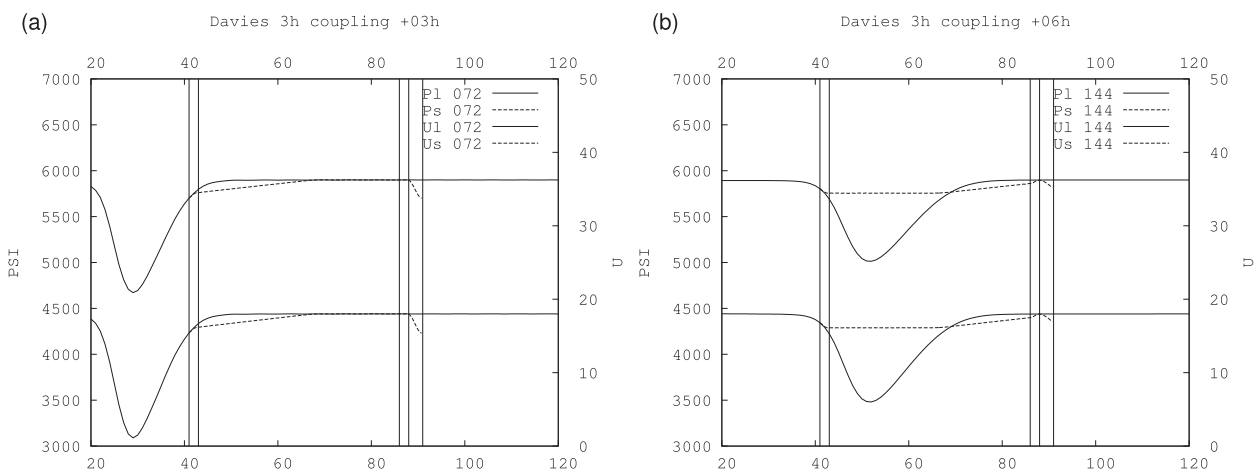 (a)
Davies 3h coupling +03h
20 40 60 80 100 120
7000
6500
6000
5500
5000
4500
4000
3500
3000
PSI
50
40
30
20
10
0
U
Pl 072
Ps 072
Ul 072
Us 072
20 40 60 80 100 120
(b)
Davies 3h coupling +06h
20 40 60 80 100 120
7000
6500
6000
5500
5000
4500
4000
3500
3000
PSI
50
40
30
20
10
0
U
Pl 144
Ps 144
Ul 144
Us 144
20 40 60 80 100 120